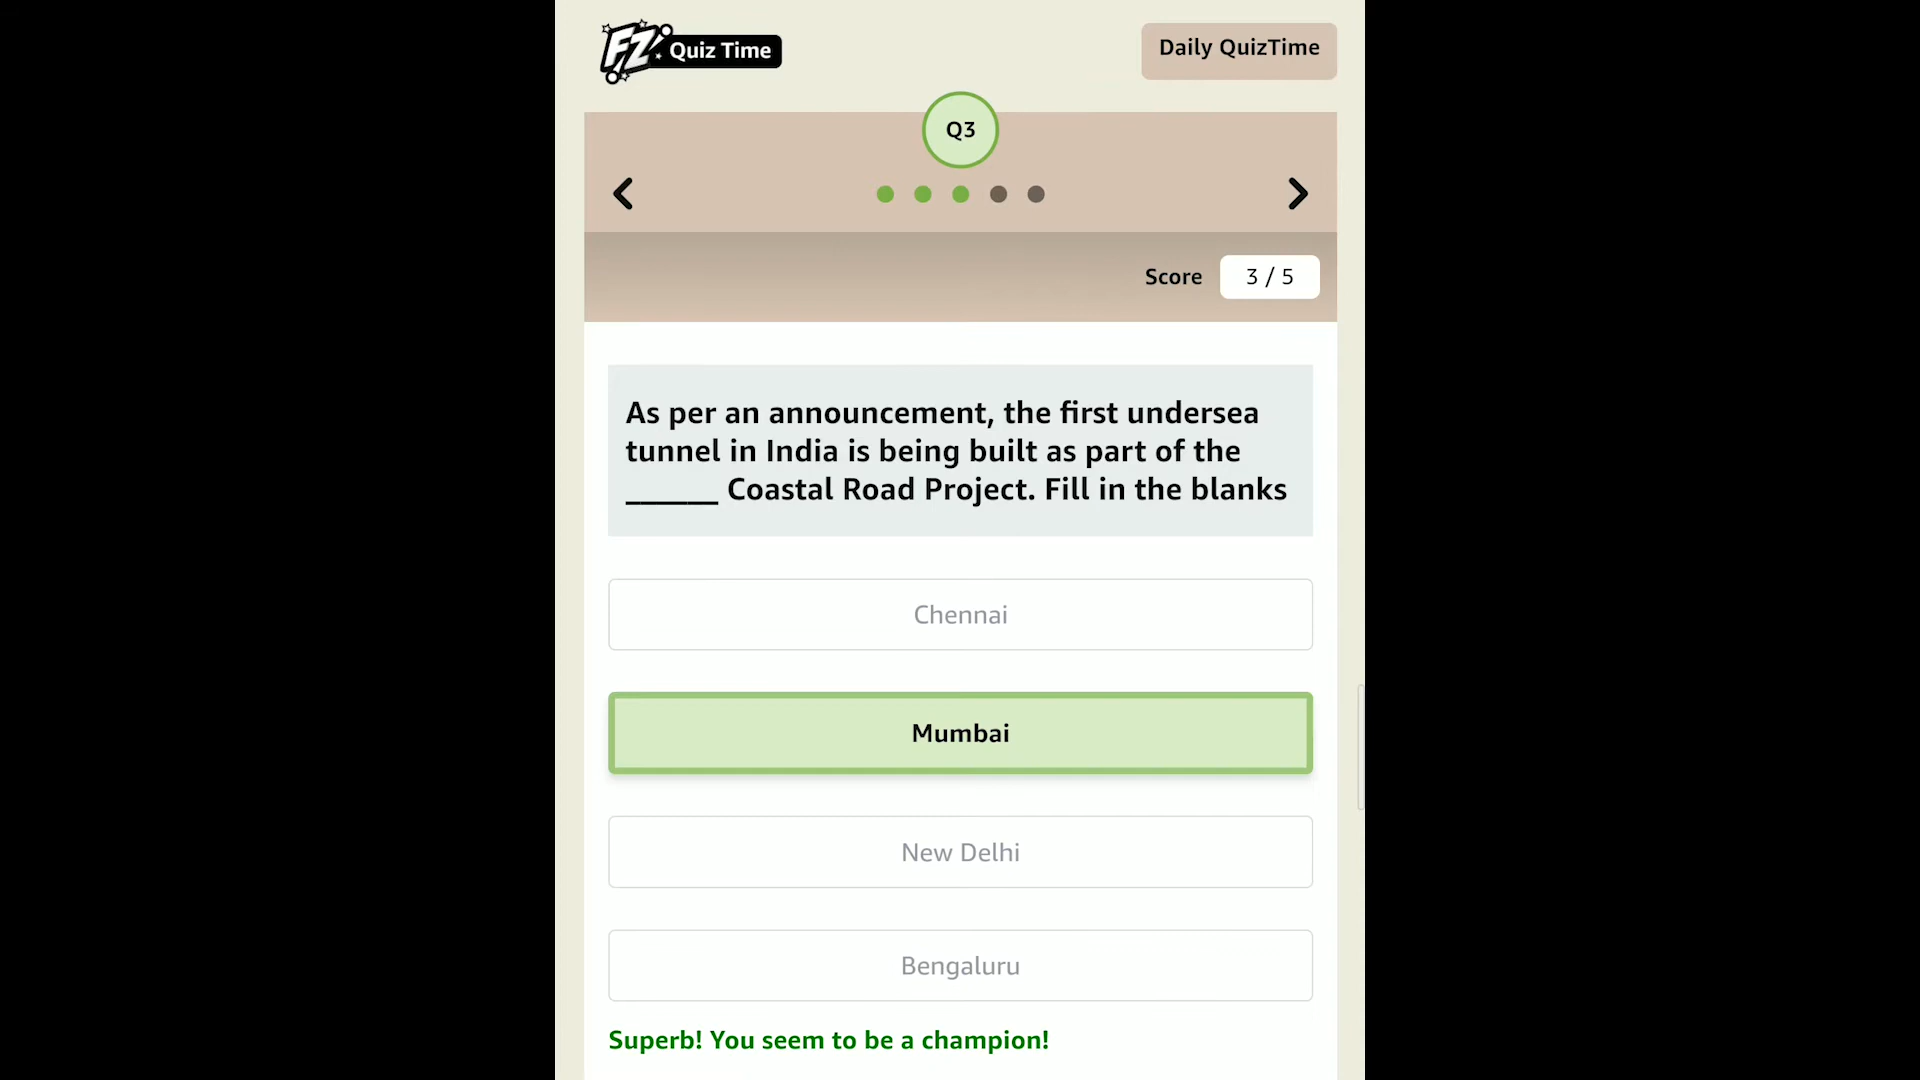 FZ Quiz Time
Daily QuizTime
Q3
Score 3 / 5
As per an announcement, the first undersea
tunnel in India is being built as part of the
______ Coastal Road Project. Fill in the blanks
Chennai
Mumbai
New Delhi
Bengaluru
Superb! You seem to be a champion!